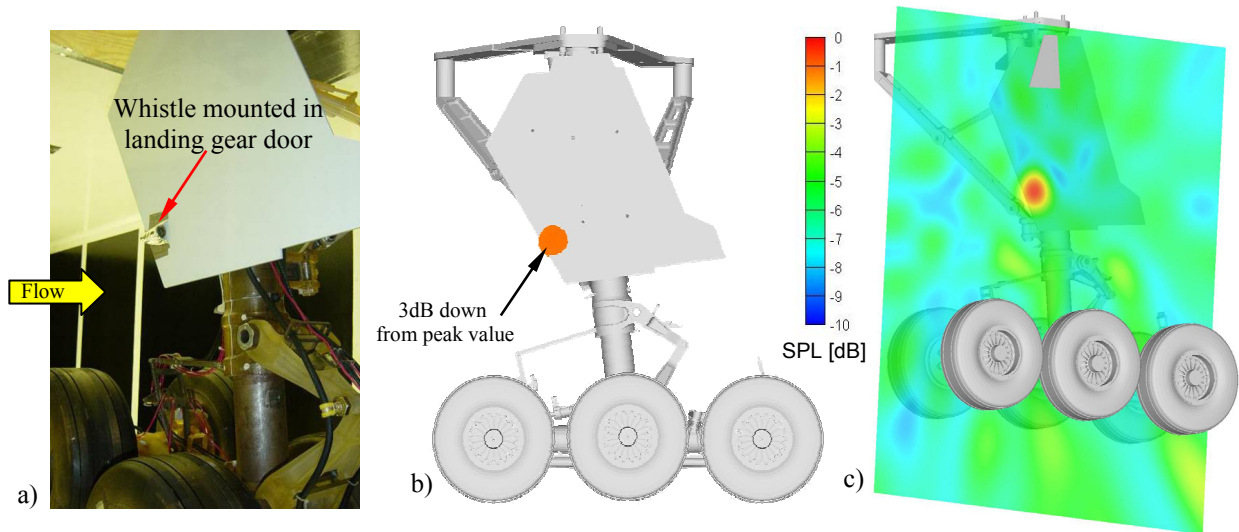 Whistle mounted in
landing gear door
Flow
a)
3dB down
from peak value
b)
0
-1
-2
-3
-4
-5
-6
-7
-8
-9
-10
SPL [dB]
c)